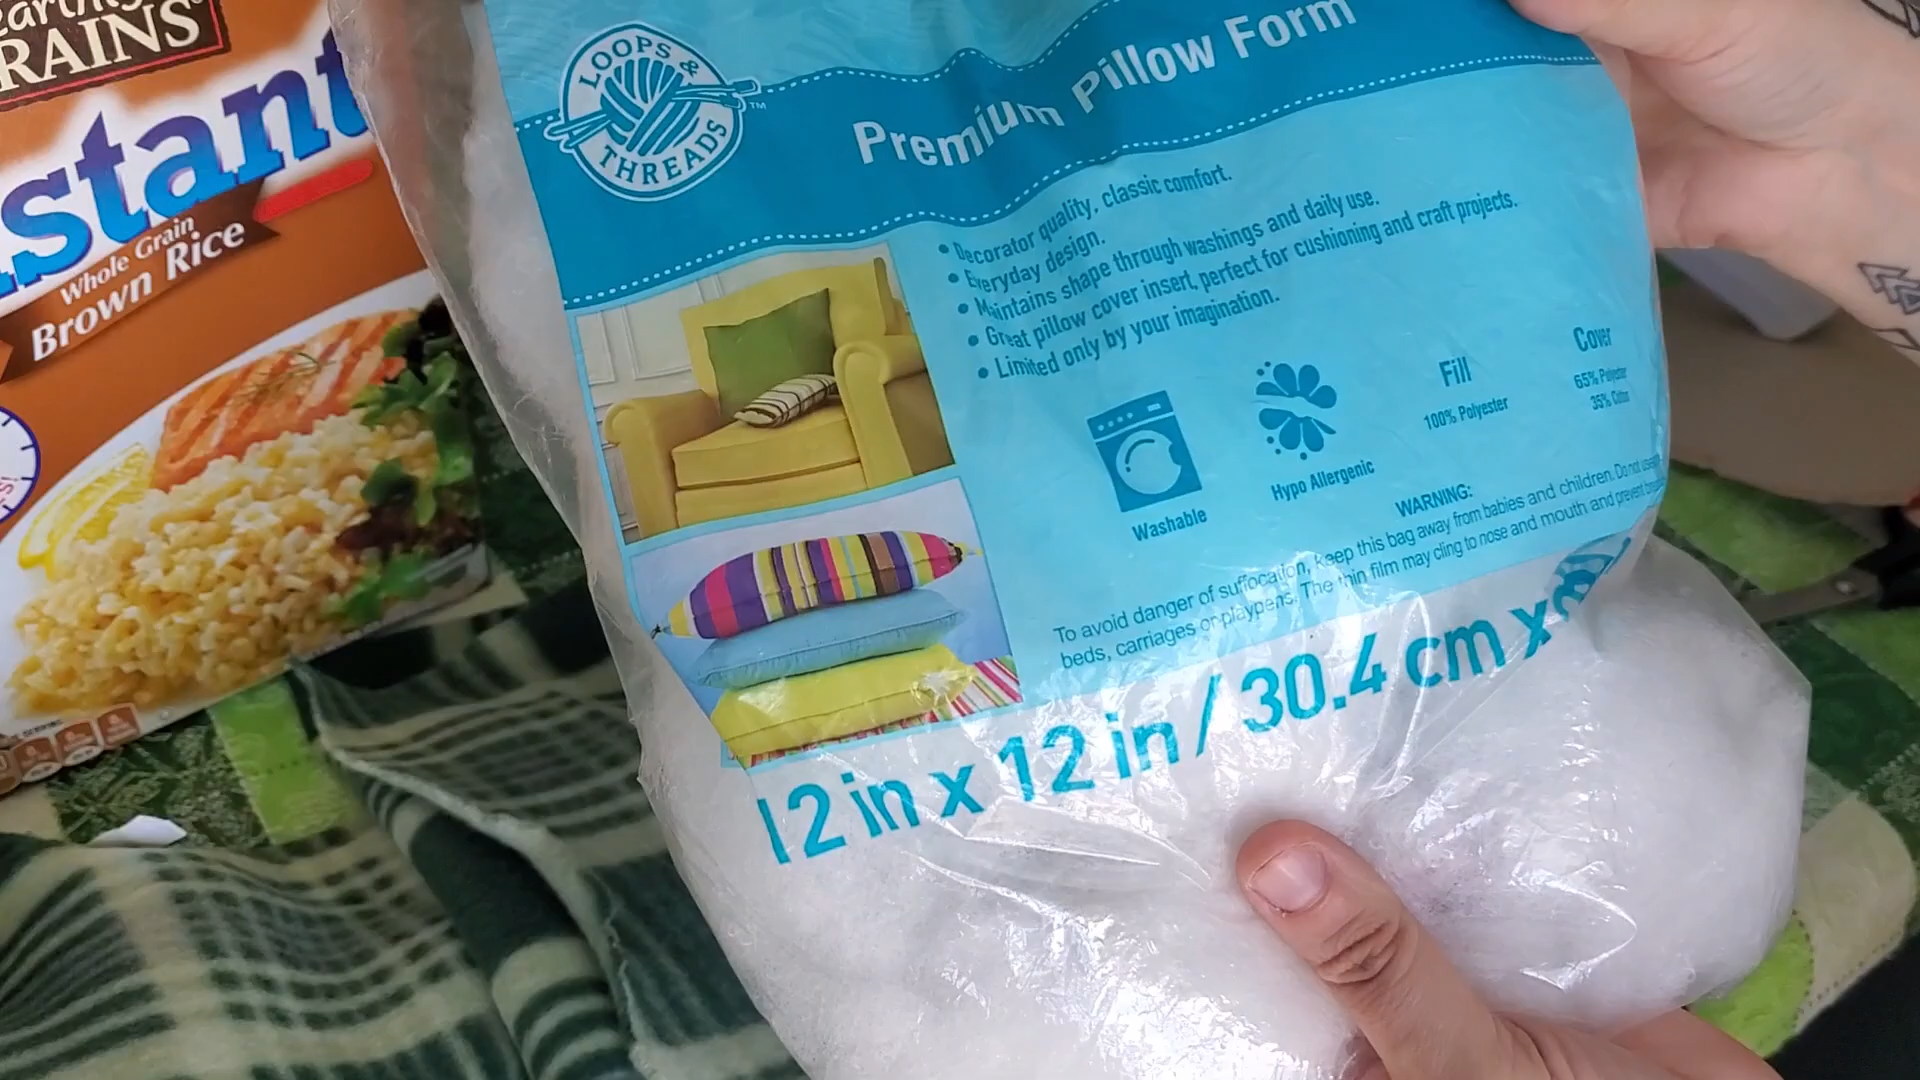 RAINS
stant
Whole Grain
Brown Rice
LOOPS &
THREADS
TM
Premium Pillow Form
• Decorator quality, classic comfort.
• Everyday design.
• Maintains shape through washings and daily use.
• Great pillow cover insert, perfect for cushioning and craft projects.
• Limited only by your imagination.
Washable
Hypo Allergenic
Fill
100% Polyester
Cover
65% Polyester
35% Cotton
WARNING:
To avoid danger of suffocation, keep this bag away from babies and children. Do not use
beds, carriages or playpens. The thin film may cling to nose and mouth and prevent
12 in x 12 in / 30.4 cm x